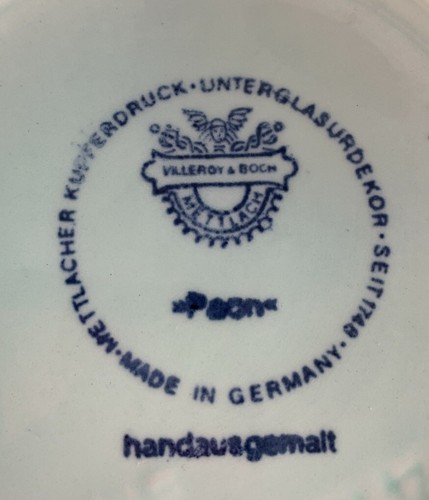 METTLACHER KUPFERDRUCK · UNTERGLASURDEKOR · SEIT 1748 ·
VILLEROY & BOCH
METTLACH
»Paon«
MADE IN GERMANY ·
handausgemalt